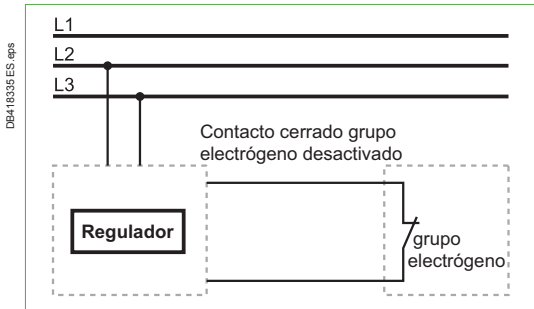 DB418335 ES.eps
L1
L2
L3
Contacto cerrado grupo
electrógeno desactivado
Regulador
grupo
electrógeno